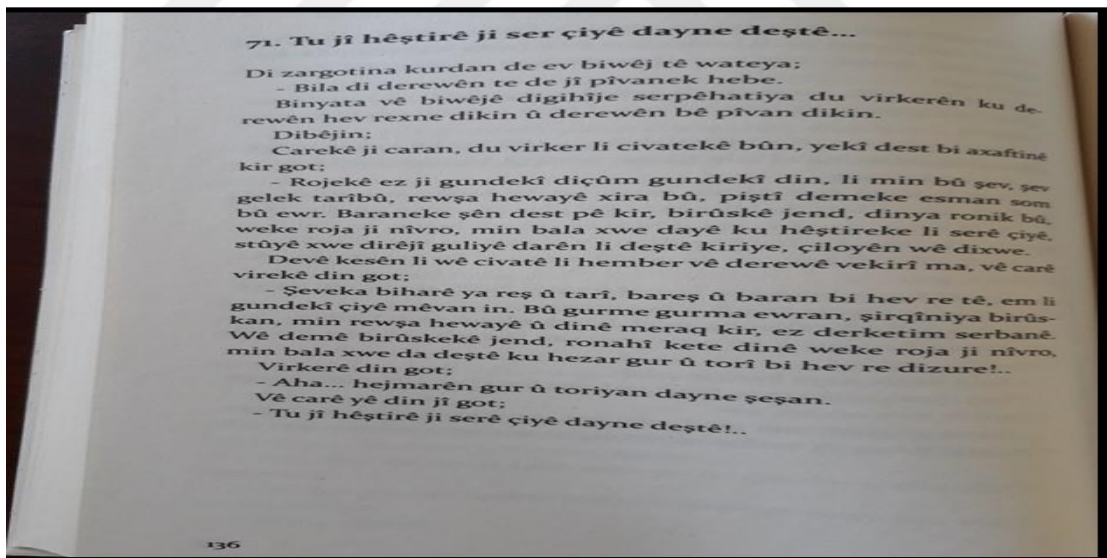 71. Tu jî hêştirê ji ser çiyê dayne deştê...
Di zargotina kurdan de ev biwêj tê wateya;
- Bila di derewên te de jî pîvanek hebe.
Binyata vê biwêjê digihîje serpêhatiya du virkerên ku de-
rewên hev rexne dikin û derewên bê pîvan dikin.
Dibêjin;
Carekê ji caran, du virker li civatekê bûn, yekî dest bi axaftinê
kir got;
- Rojekê ez ji gundekî diçûm gundekî din, li min bû şev, şev
gelek tarîbû, rewşa hewayê xira bû, piştî demeke esman som
bû ewr. Baraneke şên dest pê kir, birûskê jend, dinya ronik bû,
weke roja ji nîvro, min bala xwe dayê ku hêştireke li serê çiyê,
stûyê xwe dirêjî guliyê darên li deştê kiriye, çiloyên wê dixwe.
Devê kesên li wê civatê li hember vê derewê vekirî ma, vê carê
virekê din got;
- Şeveka biharê ya reş û tarî, bareş û baran bi hev re tê, em li
gundekî çiyê mêvan in. Bû gurme gurma ewran, şirqîniya birûs-
kan, min rewşa hewayê û dinê meraq kir, ez derketim serbanê.
Wê demê birûskekê jend, ronahî kete dinê weke roja ji nîvro,
min bala xwe da deştê ku hezar gur û torî bi hev re dizure!..
Virkerê din got;
- Aha... hejmarên gur û toriyan dayne şeşan.
Vê carê yê din jî got;
- Tu jî hêştirê ji serê çiyê dayne deştê!..
136